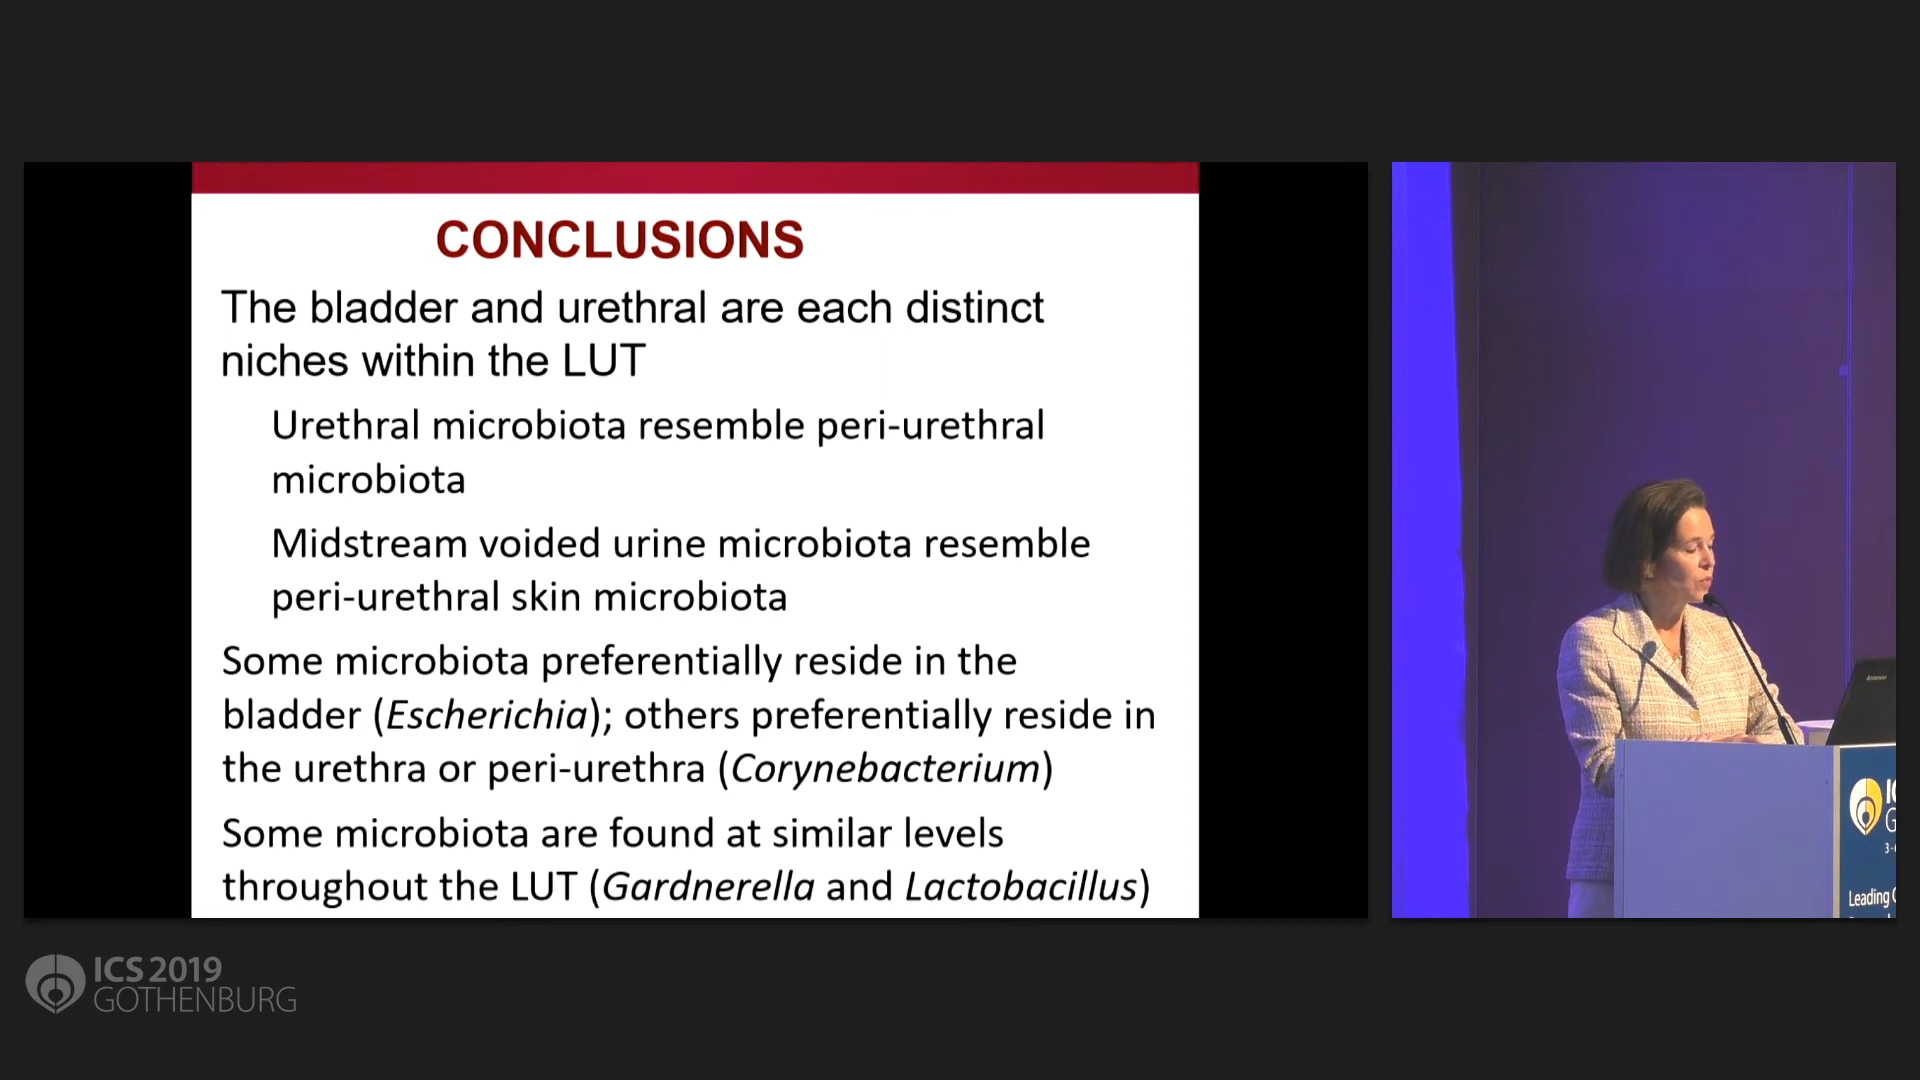 CONCLUSIONS
The bladder and urethral are each distinct
niches within the LUT
Urethral microbiota resemble peri-urethral
microbiota
Midstream voided urine microbiota resemble
peri-urethral skin microbiota
Some microbiota preferentially reside in the
bladder (Escherichia); others preferentially reside in
the urethra or peri-urethra (Corynebacterium)
Some microbiota are found at similar levels
throughout the LUT (Gardnerella and Lactobacillus)
lenovo
Leading
ICS 2019
GOTHENBURG